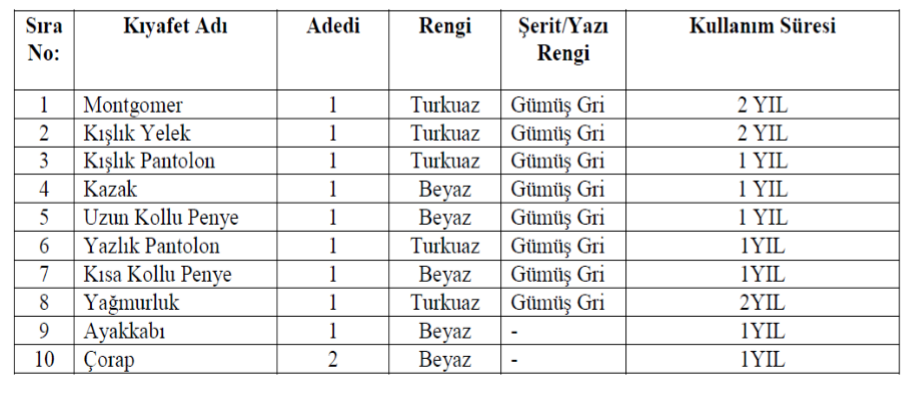 Sıra No: Kıyafet Adı Adedi Rengi Şerit/Yazı Rengi Kullanım Süresi
1 Montgomer 1 Turkuaz Gümüş Gri 2 YIL
2 Kışlık Yelek 1 Turkuaz Gümüş Gri 2 YIL
3 Kışlık Pantolon 1 Turkuaz Gümüş Gri 1 YIL
4 Kazak 1 Beyaz Gümüş Gri 1 YIL
5 Uzun Kollu Penye 1 Beyaz Gümüş Gri 1 YIL
6 Yazlık Pantolon 1 Turkuaz Gümüş Gri 1YIL
7 Kısa Kollu Penye 1 Beyaz Gümüş Gri 1YIL
8 Yağmurluk 1 Turkuaz Gümüş Gri 2YIL
9 Ayakkabı 1 Beyaz - 1YIL
10 Çorap 2 Beyaz - 1YIL